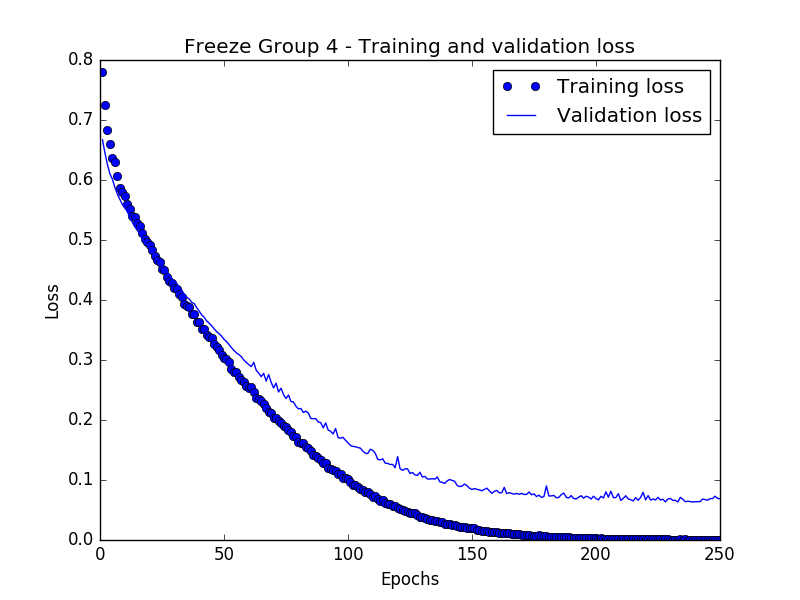 Freeze Group 4 - Training and validation loss
Training loss
Validation loss
0.8
0.7
0.6
0.5
0.4
0.3
0.2
0.1
0.0
Loss
0 50 100 150 200 250
Epochs